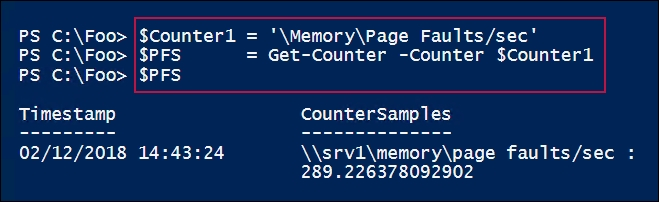 PS C:\Foo> $Counter1 = '\Memory\Page Faults/sec'
PS C:\Foo> $PFS      = Get-Counter -Counter $Counter1
PS C:\Foo> $PFS
Timestamp                 CounterSamples
---------                 --------------
02/12/2018 14:43:24       \\srv1\memory\page faults/sec :
                          289.226378092902